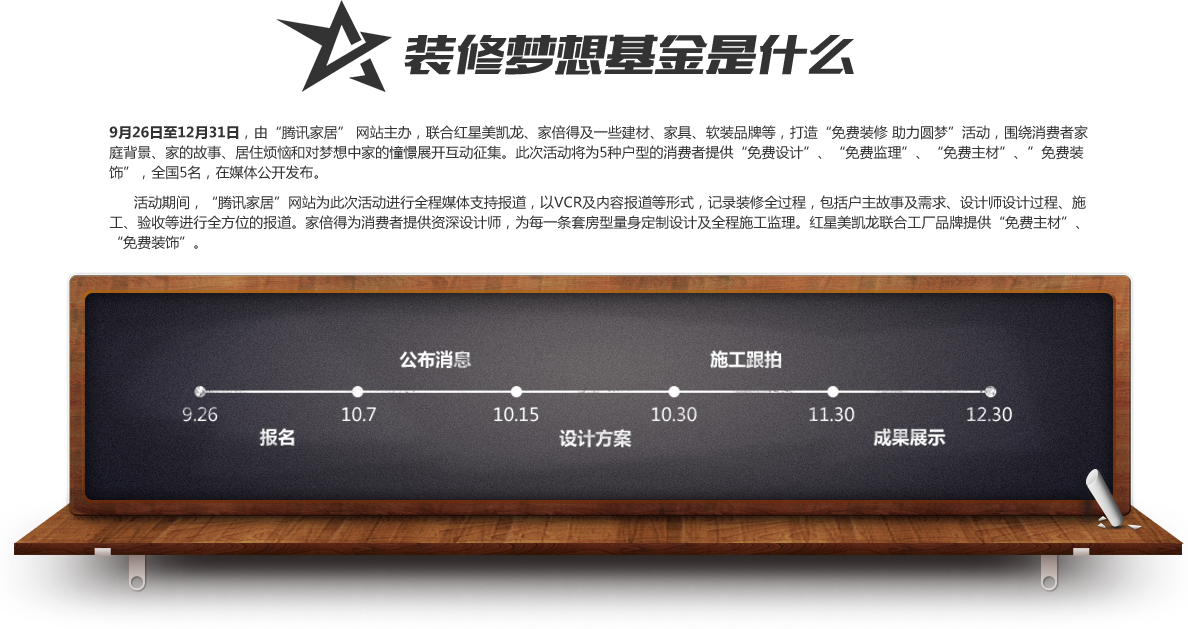 装修梦想基金是什么
9月26日至12月31日，由“腾讯家居” 网站主办，联合红星美凯龙、家倍得及一些建材、家具、软装品牌等，打造“免费装修 助力圆梦”活动，围绕消费者家
庭背景、家的故事、居住烦恼和对梦想中家的憧憬展开互动征集。此次活动将为5种户型的消费者提供“免费设计”、“免费监理”、“免费主材”、”免费装
饰”，全国5名，在媒体公开发布。
活动期间，“腾讯家居”网站为此次活动进行全程媒体支持报道，以VCR及内容报道等形式，记录装修全过程，包括户主故事及需求、设计师设计过程、施
工、验收等进行全方位的报道。家倍得为消费者提供资深设计师，为每一条套房型量身定制设计及全程施工监理。红星美凯龙联合工厂品牌提供“免费主材”、
“免费装饰”。
公布消息 施工跟拍
9.26 10.7 10.15 10.30 11.30 12.30
报名 设计方案 成果展示